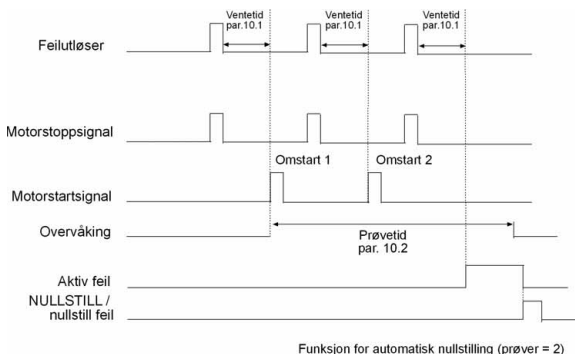 Ventetid
par.10.1
Ventetid
par.10.1
Ventetid
par.10.1
Feilutløser
Motorstoppsignal
Omstart 1
Omstart 2
Motorstartsignal
Overvåking
Prøvetid
par. 10.2
Aktiv feil
NULLSTILL /
nullstill feil
Funksjon for automatisk nullstilling (prøver = 2)